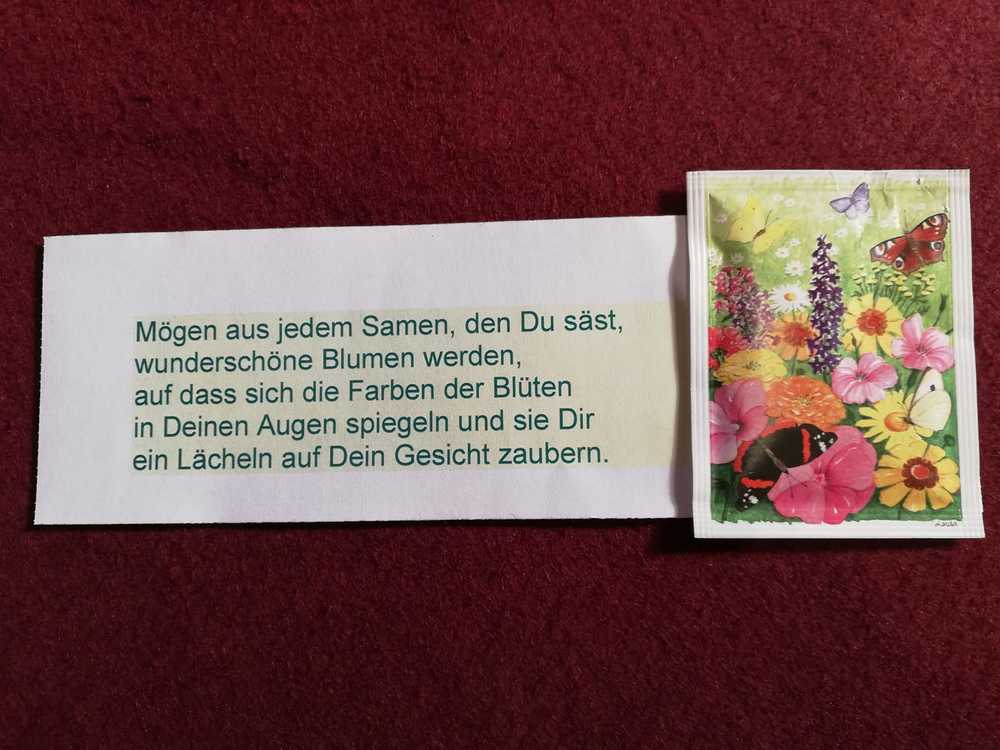 Mögen aus jedem Samen, den Du säst,
wunderschöne Blumen werden,
auf dass sich die Farben der Blüten
in Deinen Augen spiegeln und sie Dir
ein Lächeln auf Dein Gesicht zaubern.